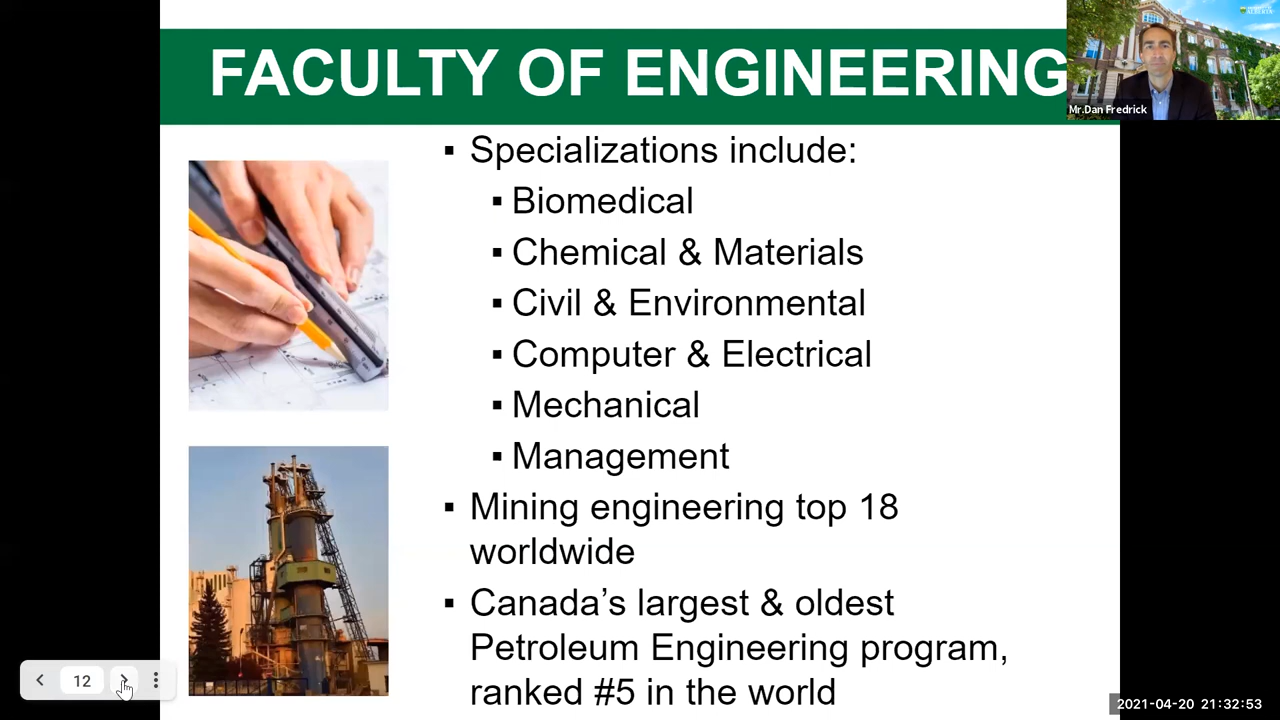 FACULTY OF ENGINEERING
Mr.Dan Fredrick
▪ Specializations include:
▪ Biomedical
▪ Chemical & Materials
▪ Civil & Environmental
▪ Computer & Electrical
▪ Mechanical
▪ Management
▪ Mining engineering top 18
worldwide
▪ Canada’s largest & oldest
Petroleum Engineering program,
ranked #5 in the world
12
2021-04-20 21:32:53